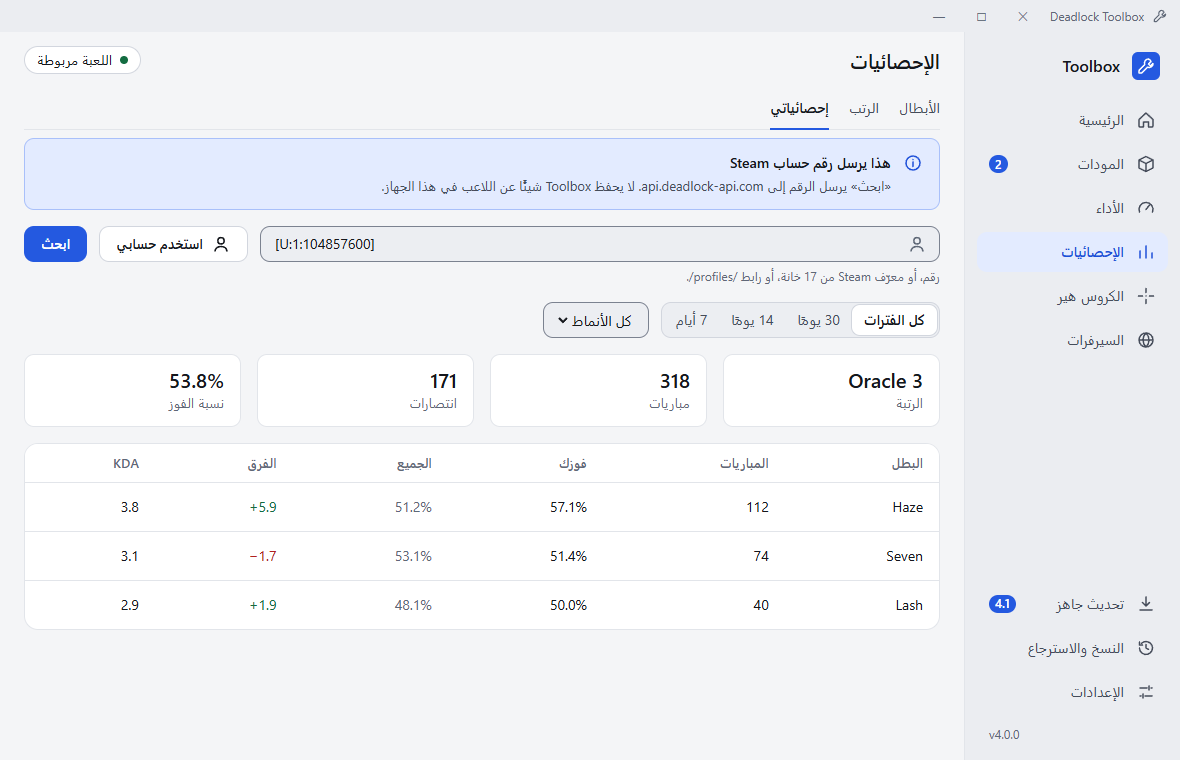 Deadlock Toolbox
Toolbox
الرئيسية
المودات 2
الأداء
الإحصائيات
الكروس هير
السيرفرات
تحديث جاهز 4.1
النسخ والاسترجاع
الإعدادات
v4.0.0
الإحصائيات
اللعبة مربوطة
الأبطال الرتب إحصائياتي
هذا يرسل رقم حساب Steam
«ابحث» يرسل الرقم إلى api.deadlock-api.com. لا يحفظ Toolbox شيئًا عن اللاعب في هذا الجهاز.
[U:1:104857600]
استخدم حسابي
ابحث
رقم، أو معرّف Steam من 17 خانة، أو رابط /profiles/.
كل الفترات 30 يومًا 14 يومًا 7 أيام
كل الأنماط
Oracle 3
الرتبة
318
مباريات
171
انتصارات
53.8%
نسبة الفوز
البطل المباريات فوزك الجميع الفرق KDA
Haze 112 57.1% 51.2% +5.9 3.8
Seven 74 51.4% 53.1% −1.7 3.1
Lash 40 50.0% 48.1% +1.9 2.9